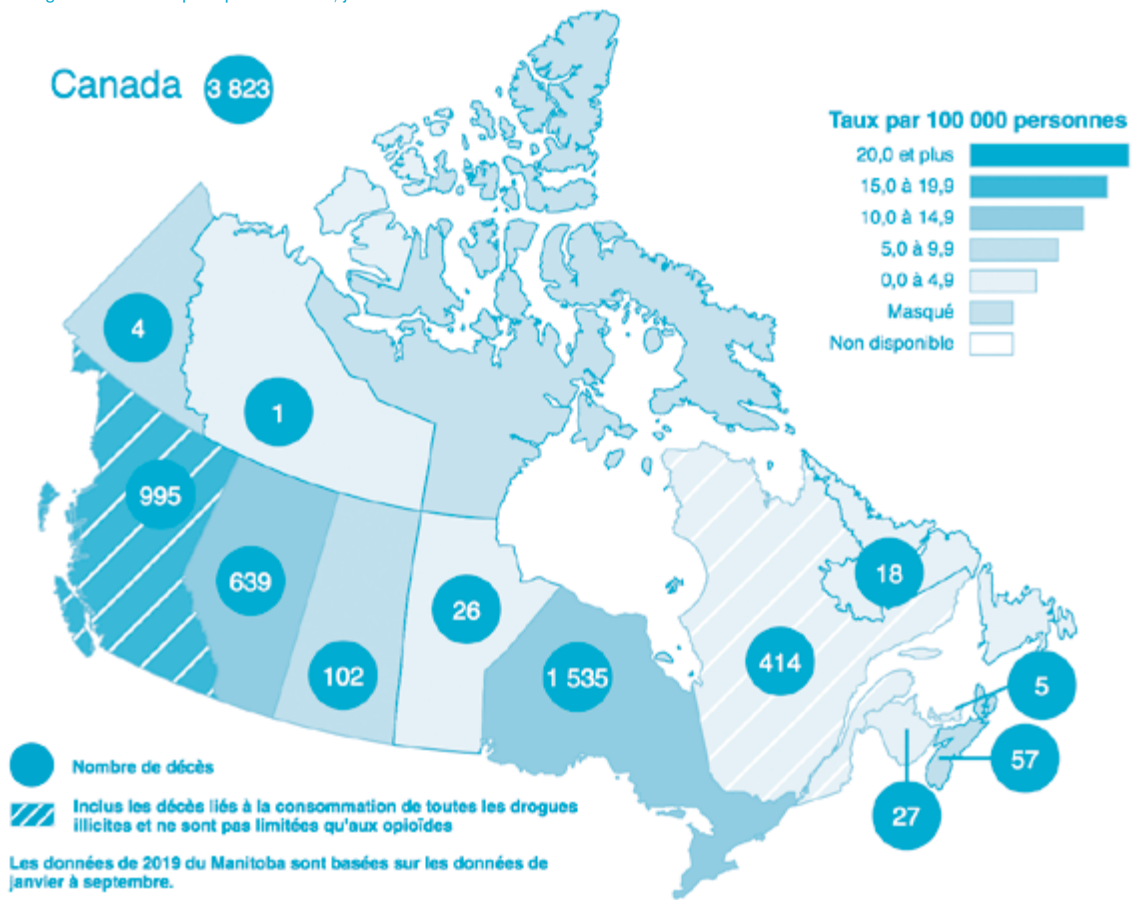 Canada 3 823
Taux par 100 000 personnes
20,0 et plus
15,0 à 19,9
10,0 à 14,9
5,0 à 9,9
0,0 à 4,9
Masqué
Non disponible
4
1
995
639
102
26
1 535
414
18
5
57
27
Nombre de décès
Inclus les décès liés à la consommation de toutes les drogues
illicites et ne sont pas limitées qu'aux opioïdes
Les données de 2019 du Manitoba sont basées sur les données de
janvier à septembre.